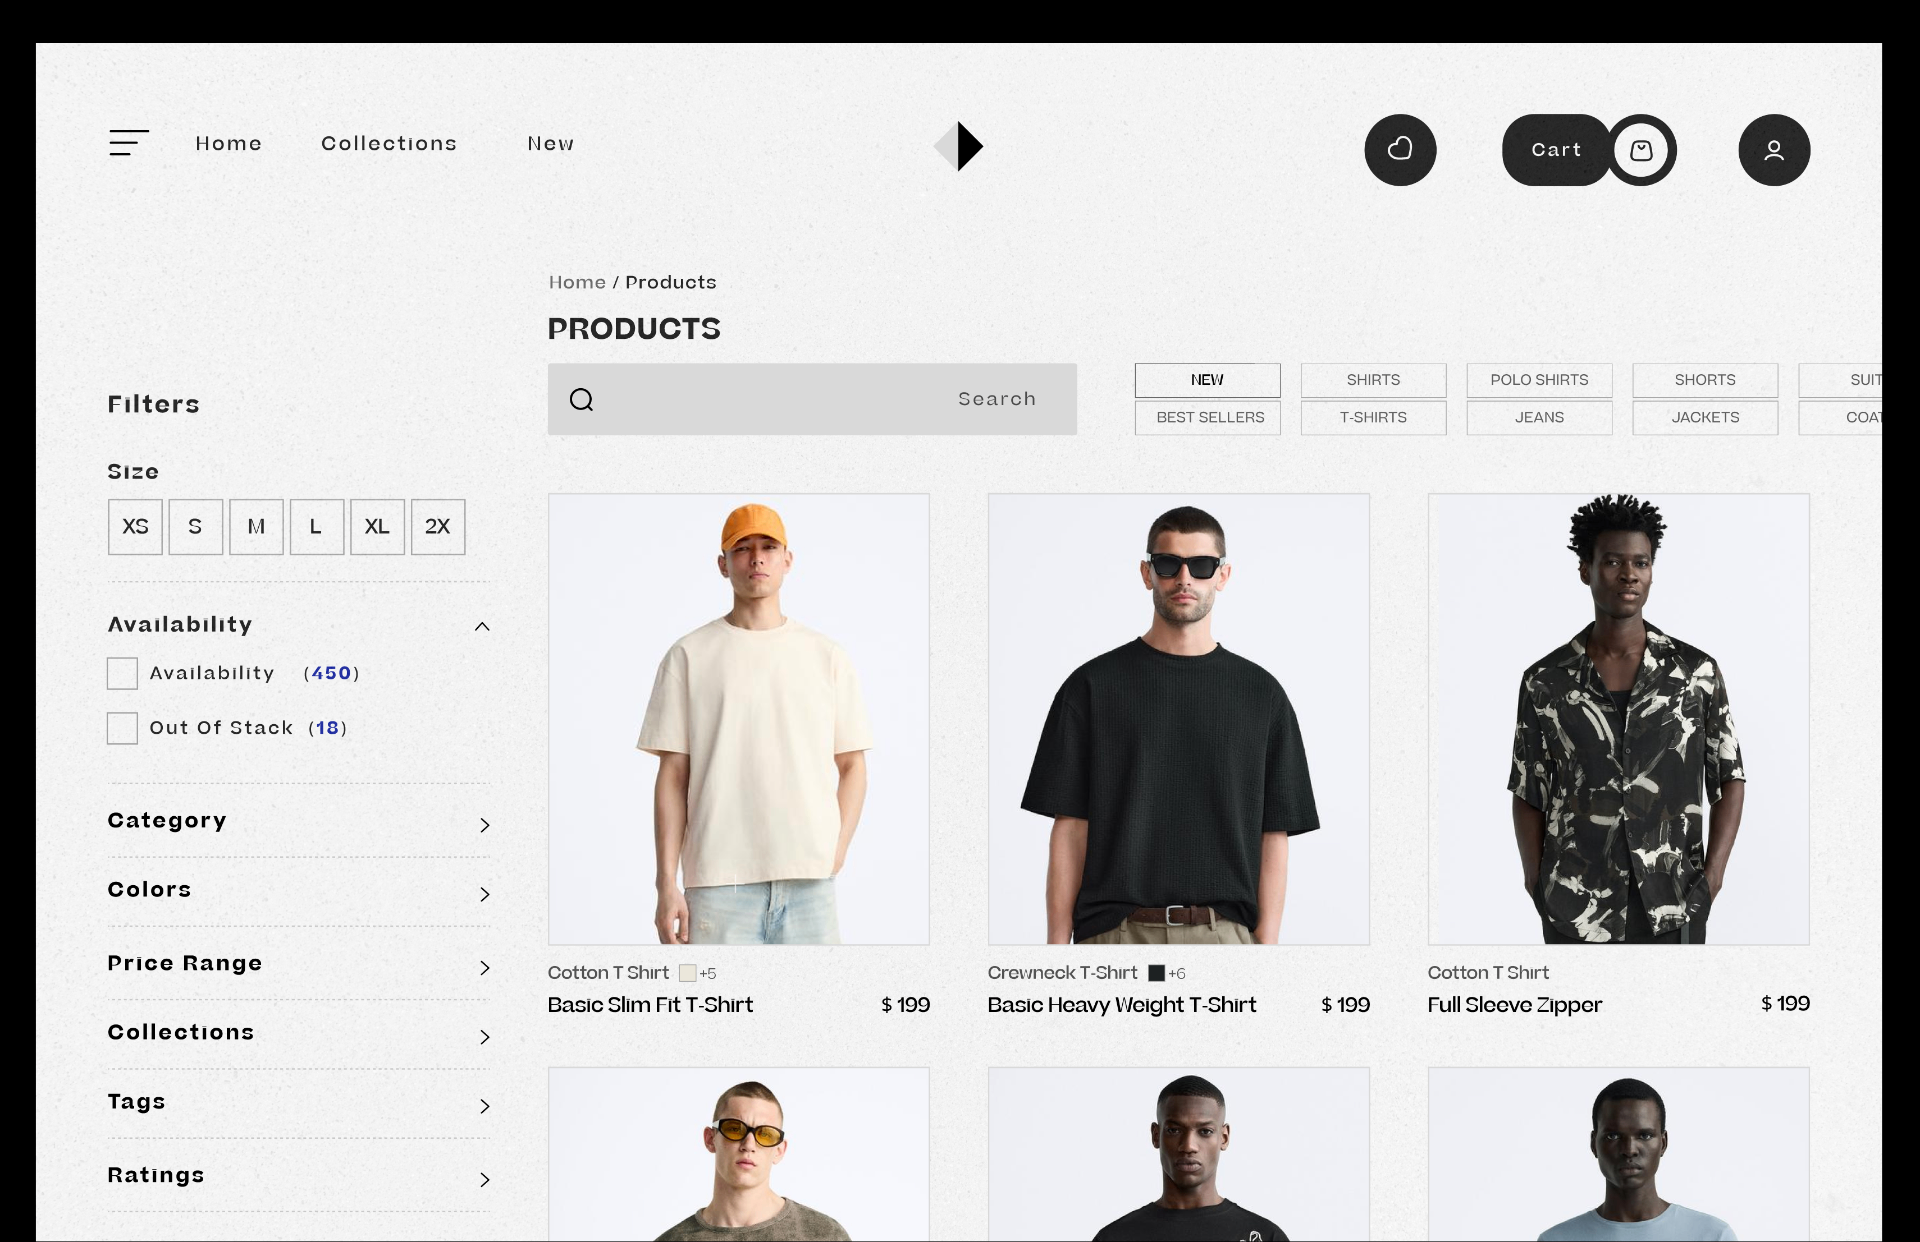 Home Collections New Cart
Home / Products
PRODUCTS
Search
NEW SHIRTS POLO SHIRTS SHORTS SUIT
BEST SELLERS T-SHIRTS JEANS JACKETS COAT
Filters
Size
XS S M L XL 2X
Availability
Availability (450)
Out Of Stack (18)
Category
Colors
Price Range
Collections
Tags
Ratings
Cotton T Shirt +5
Basic Slim Fit T-Shirt $ 199
Crewneck T-Shirt +6
Basic Heavy Weight T-Shirt $ 199
Cotton T Shirt
Full Sleeve Zipper $ 199